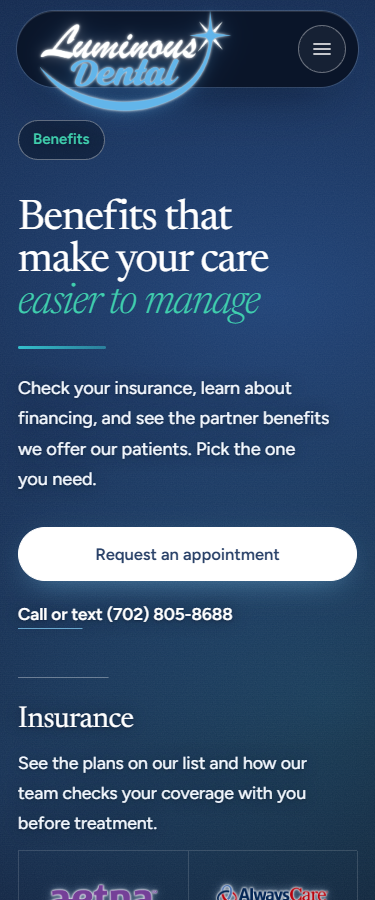 Luminous
Dental
Benefits
Benefits that
make your care
easier to manage
Check your insurance, learn about
financing, and see the partner benefits
we offer our patients. Pick the one
you need.
Request an appointment
Call or text (702) 805-8688
Insurance
See the plans on our list and how our
team checks your coverage with you
before treatment.
aetna AlwaysCare